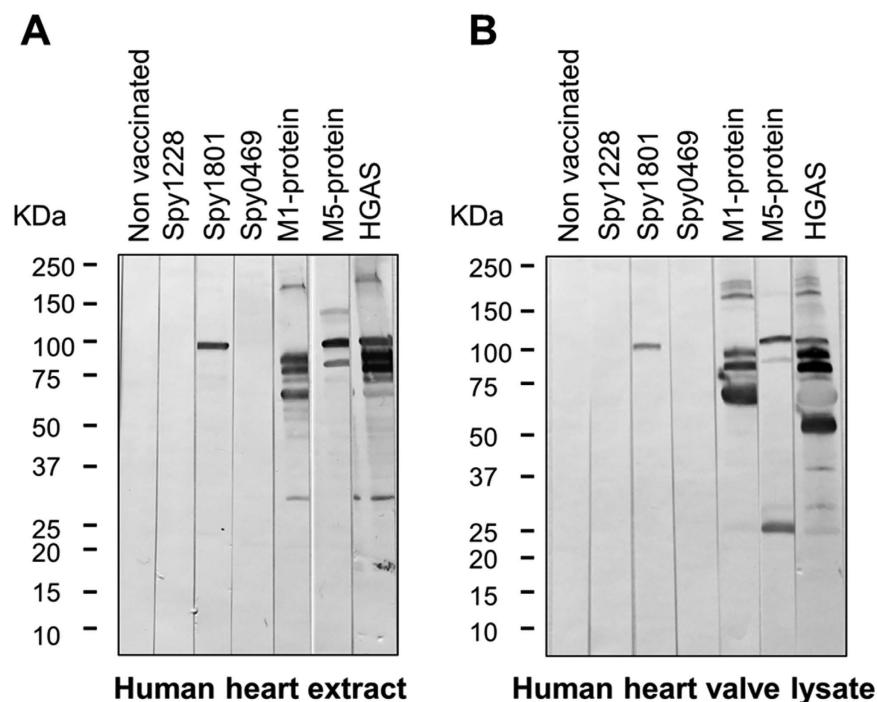 A
KDa
Non vaccinated
Spy1228
Spy1801
Spy0469
M1-protein
M5-protein
HGAS
250
150
100
75
50
37
25
20
15
10
Human heart extract
B
KDa
Non vaccinated
Spy1228
Spy1801
Spy0469
M1-protein
M5-protein
HGAS
250
150
100
75
50
37
25
20
15
10
Human heart valve lysate